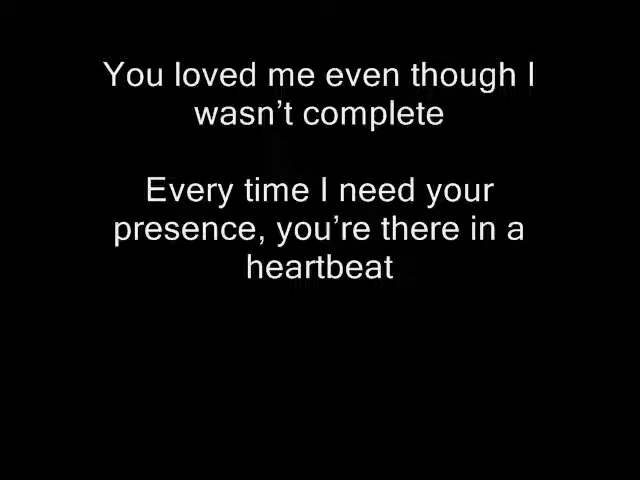 You loved me even though I
wasn’t complete
Every time I need your
presence, you’re there in a
heartbeat